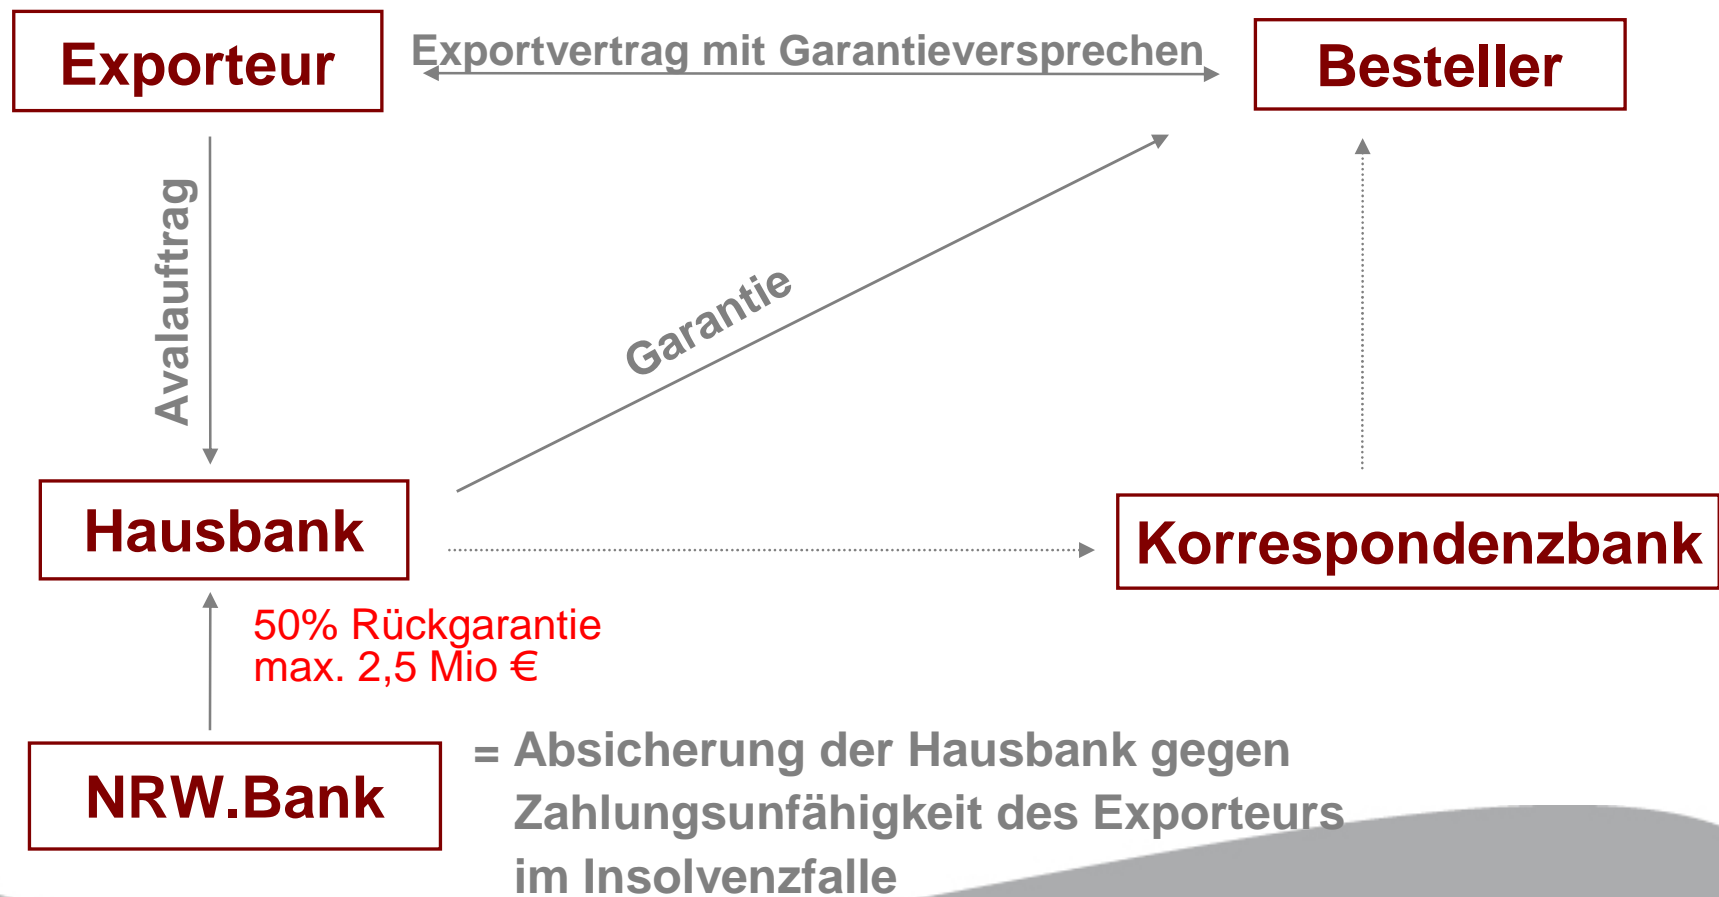 Exporteur
Exportvertrag mit Garantieversprechen
Besteller
Avalauftrag
Garantie
Hausbank
Korrespondenzbank
50% Rückgarantie
max. 2,5 Mio €
NRW.Bank
= Absicherung der Hausbank gegen
Zahlungsunfähigkeit des Exporteurs
im Insolvenzfalle